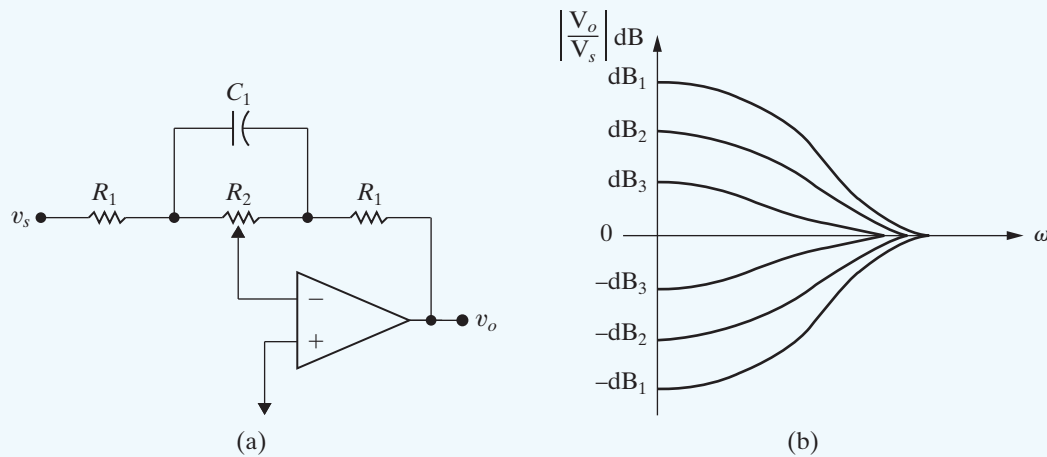 C₁
R₁
R₂
R₁
vₛ
−
+
vₒ
(a)
|Vₒ/Vₛ| dB
dB₁
dB₂
dB₃
0
ω
−dB₃
−dB₂
−dB₁
(b)